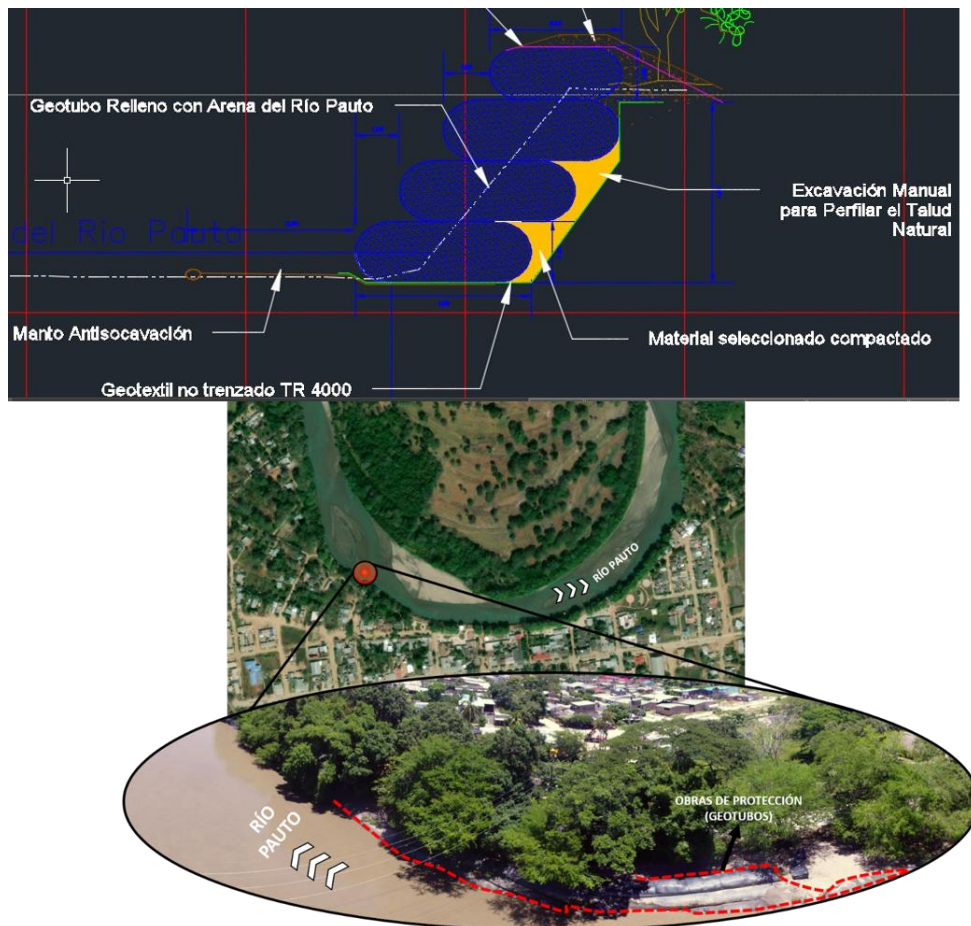 Geotubo Relleno con Arena del Río Pauto
Excavación Manual
para Perfilar el Talud
Natural
del Río Pauto
Manto Antisocavación
Material seleccionado compactado
Geotextil no trenzado TR 4000
RÍO PAUTO
OBRAS DE PROTECCIÓN
(GEOTUBOS)
RÍO
PAUTO